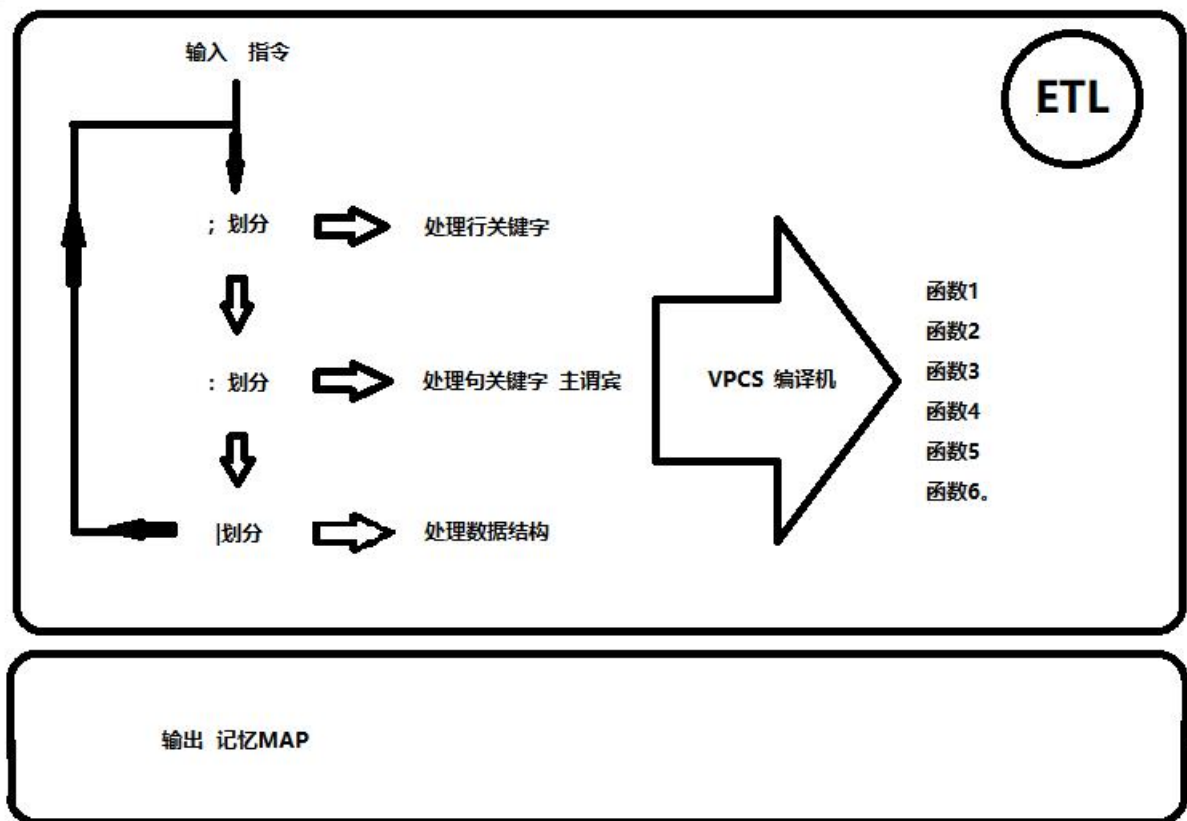 输入 指令
ETL
; 划分
处理行关键字
: 划分
处理句关键字 主谓宾
|划分
处理数据结构
VPCS 编译机
函数1
函数2
函数3
函数4
函数5
函数6。
输出 记忆MAP